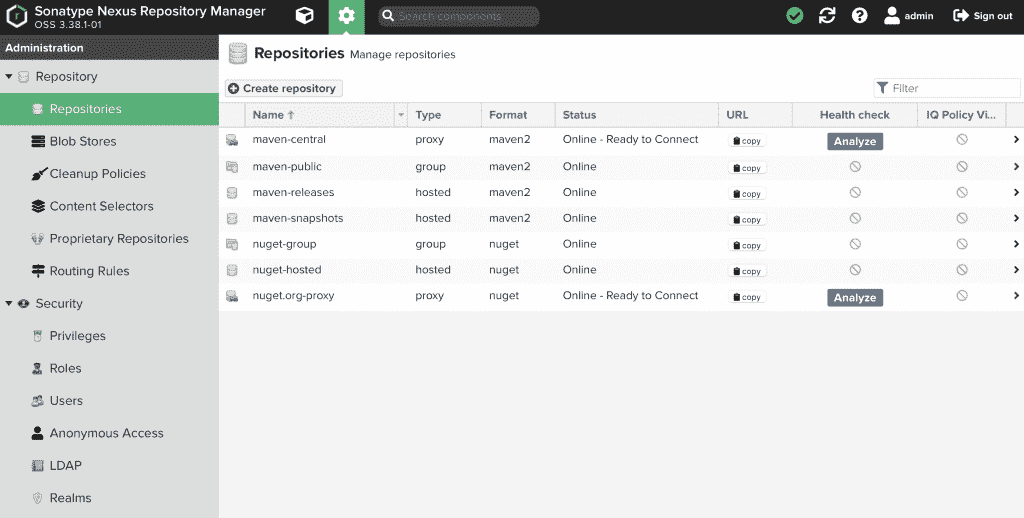 Sonatype Nexus Repository Manager
OSS 3.38.1-01
Search components
admin
Sign out
Administration
Repository
Repositories
Blob Stores
Cleanup Policies
Content Selectors
Proprietary Repositories
Routing Rules
Security
Privileges
Roles
Users
Anonymous Access
LDAP
Realms
Repositories Manage repositories
Create repository
Filter
Name Type Format Status URL Health check IQ Policy Vi...
maven-central proxy maven2 Online - Ready to Connect copy Analyze
maven-public group maven2 Online copy
maven-releases hosted maven2 Online copy
maven-snapshots hosted maven2 Online copy
nuget-group group nuget Online copy
nuget-hosted hosted nuget Online copy
nuget.org-proxy proxy nuget Online - Ready to Connect copy Analyze